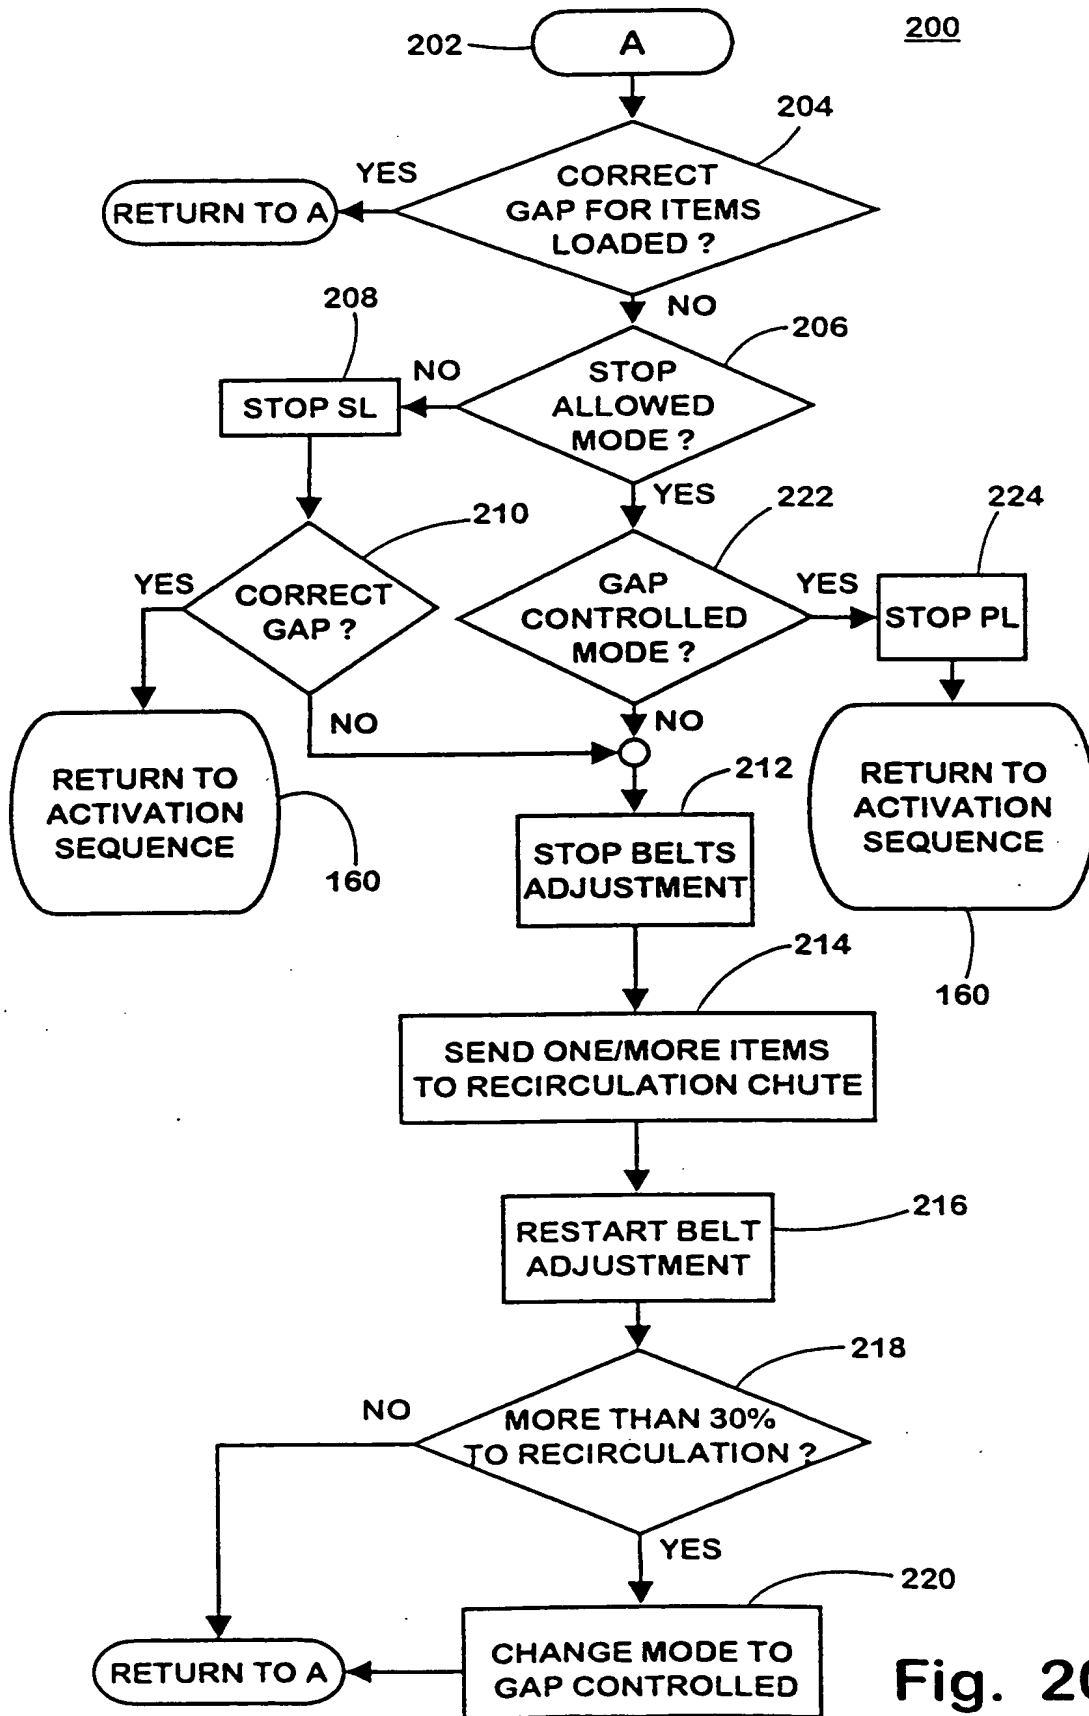 200
202
A
204
YES
CORRECT
GAP FOR ITEMS
LOADED ?
RETURN TO A
NO
208
206
NO
STOP
ALLOWED
MODE ?
STOP SL
YES
210
222
224
YES
CORRECT
GAP ?
GAP
CONTROLLED
MODE ?
YES
STOP PL
NO
NO
RETURN TO
ACTIVATION
SEQUENCE
160
212
STOP BELTS
ADJUSTMENT
RETURN TO
ACTIVATION
SEQUENCE
160
214
SEND ONE/MORE ITEMS
TO RECIRCULATION CHUTE
216
RESTART BELT
ADJUSTMENT
218
NO
MORE THAN 30%
TO RECIRCULATION ?
YES
220
RETURN TO A
CHANGE MODE TO
GAP CONTROLLED
Fig. 20